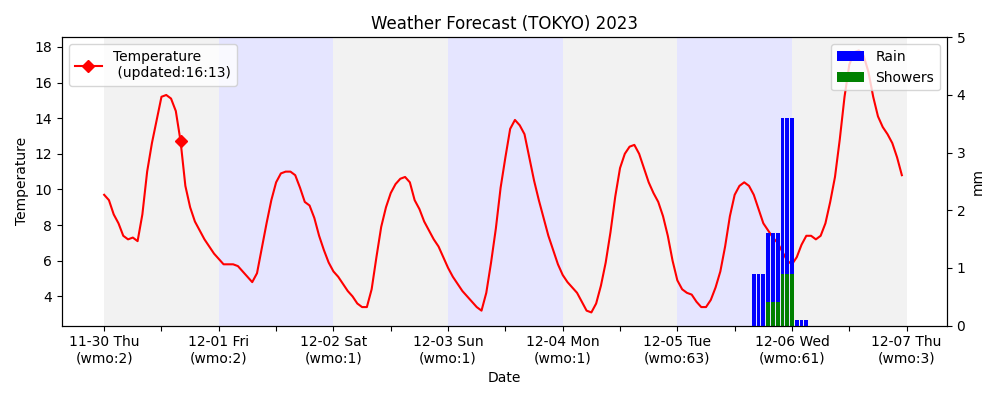 Weather Forecast (TOKYO) 2023
Temperature
(updated:16:13)
Rain
Showers
18
16
14
12
10
8
6
4
Temperature
5
4
3
2
1
0
mm
11-30 Thu 12-01 Fri 12-02 Sat 12-03 Sun 12-04 Mon 12-05 Tue 12-06 Wed 12-07 Thu
(wmo:2) (wmo:2) (wmo:1) (wmo:1) (wmo:1) (wmo:63) (wmo:61) (wmo:3)
Date